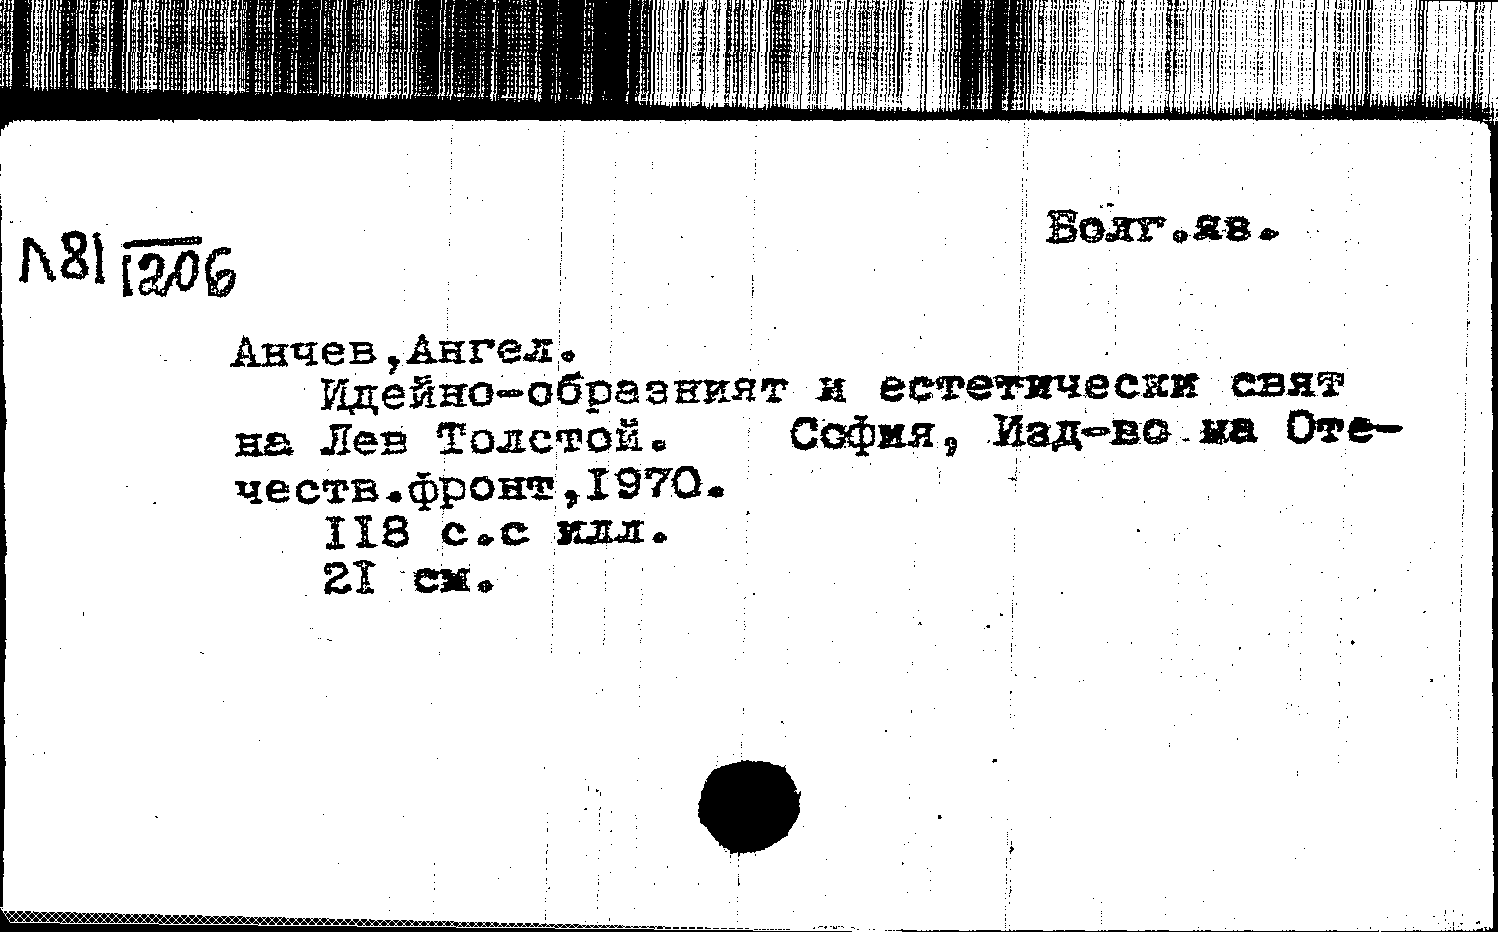 Болг.яз.
Л81 1206
Анчев,Ангел.
Идейно-образният и естетически свят
на Лев Толстой. София, Изд-во на Оте-
честв.фронт,1970.
118 с.с илл.
21 см.